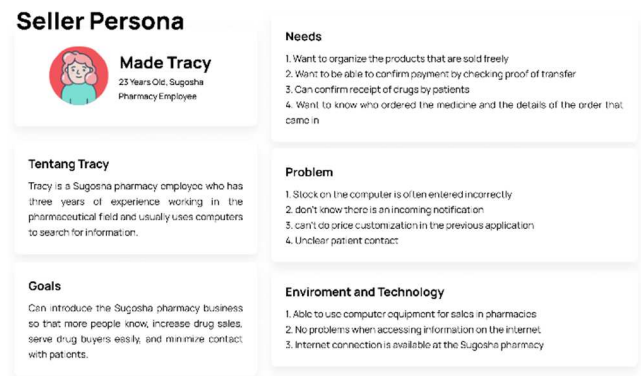 Seller Persona
Made Tracy
23 Years Old, Sugosha
Pharmacy Employee
Tentang Tracy
Tracy is a Sugosna pharmacy employee who has
three years of experience working in the
pharmaceutical field and usually uses computers
to search for information.
Goals
Can introduce the Sugosha pharmacy business
so that more people know, increase drug sales,
serve drug buyers easily, and minimize contact
with patients.
Needs
1. Want to organize the products that are sold freely
2. Want to be able to confirm payment by checking proof of transfer
3. Can confirm receipt of drugs by patients
4. Want to know who ordered the medicine and the details of the order that
came in
Problem
1. Stock on the computer is often entered incorrectly
2. don't know there is an incoming notification
3. can't do price customization in the previous application
4. Unclear patient contact
Enviroment and Technology
1. Able to use computer equipment for sales in pharmacies
2. No problems when accessing information on the internet
3. Internet connection is available at the Sugosha pharmacy